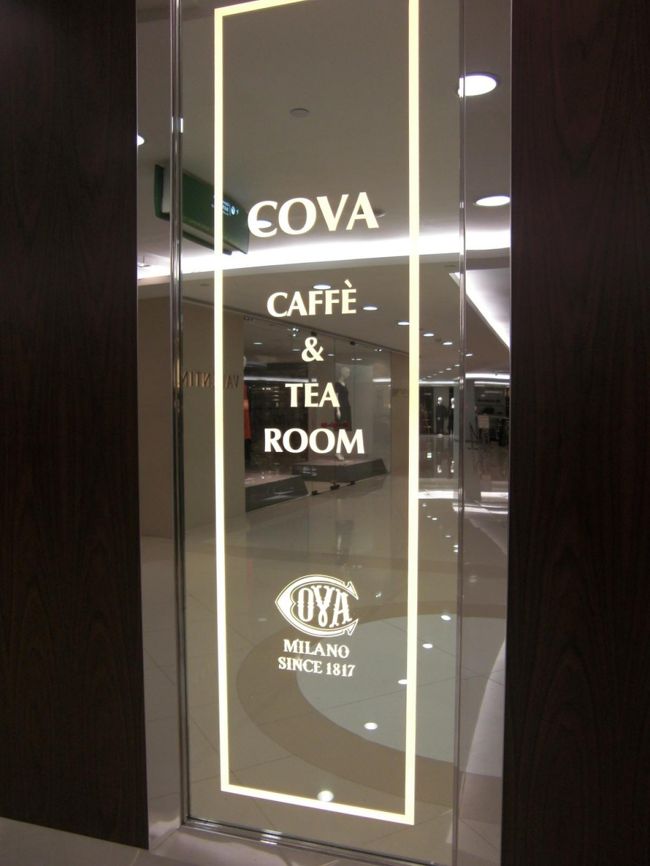 COVA
CAFFÈ
&
TEA
ROOM
COVA
MILANO
SINCE 1817